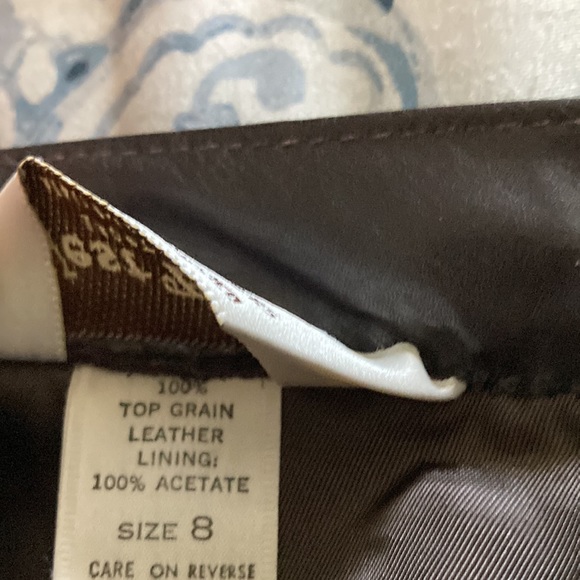 100%
TOP GRAIN
LEATHER
LINING:
100% ACETATE
SIZE 8
CARE ON REVERSE